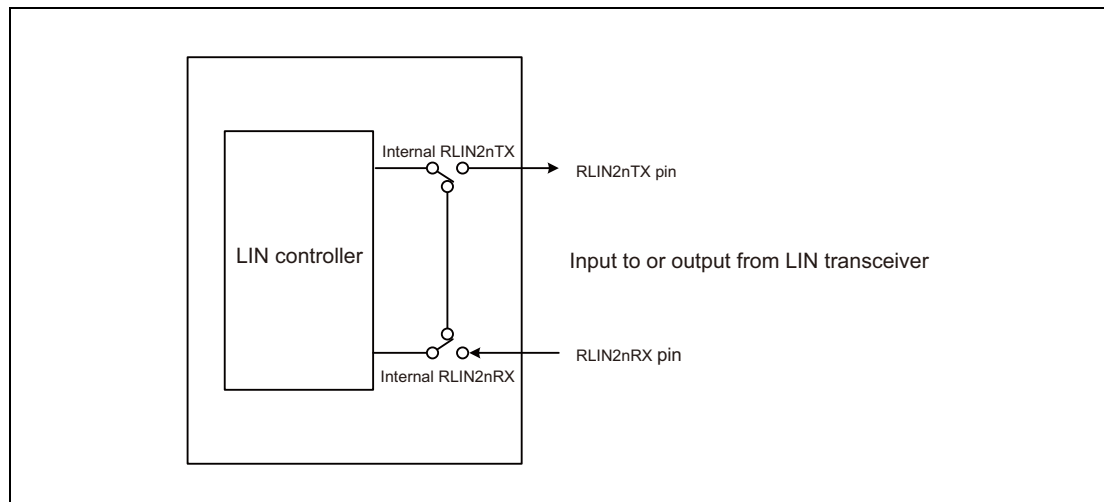 Internal RLIN2nTX
RLIN2nTX pin
LIN controller
Input to or output from LIN transceiver
RLIN2nRX pin
Internal RLIN2nRX